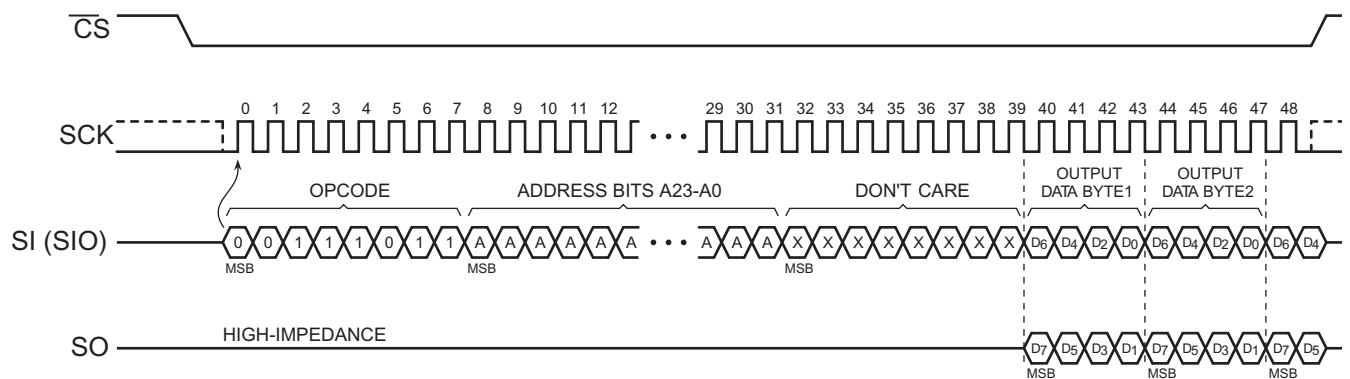 CS
0 1 2 3 4 5 6 7 8 9 10 11 12 29 30 31 32 33 34 35 36 37 38 39 40 41 42 43 44 45 46 47 48
SCK
OPCODE ADDRESS BITS A23-A0 DON'T CARE OUTPUT DATA BYTE1 OUTPUT DATA BYTE2
SI (SIO) 0 0 1 1 1 0 1 1 A A A A A A A A A X X X X X X X X D6 D4 D2 D0 D6 D4 D2 D0 D6 D4
MSB MSB MSB
HIGH-IMPEDANCE
SO D7 D5 D3 D1 D7 D5 D3 D1 D7 D5
MSB MSB MSB